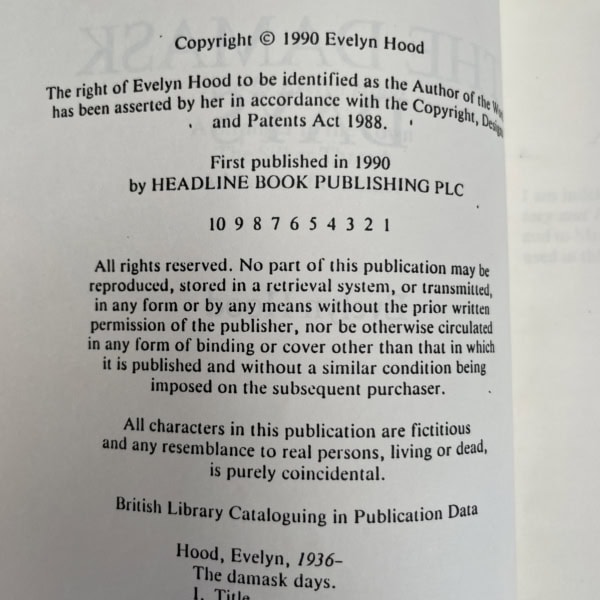 Copyright © 1990 Evelyn Hood
The right of Evelyn Hood to be identified as the Author of the
has been asserted by her in accordance with the Copyright,
and Patents Act 1988.
First published in 1990
by HEADLINE BOOK PUBLISHING PLC
10 9 8 7 6 5 4 3 2 1
All rights reserved. No part of this publication may be
reproduced, stored in a retrieval system, or transmitted,
in any form or by any means without the prior written
permission of the publisher, nor be otherwise circulated
in any form of binding or cover other than that in which
it is published and without a similar condition being
imposed on the subsequent purchaser.
All characters in this publication are fictitious
and any resemblance to real persons, living or dead,
is purely coincidental.
British Library Cataloguing in Publication Data
Hood, Evelyn, 1936–
The damask days.
1. Title